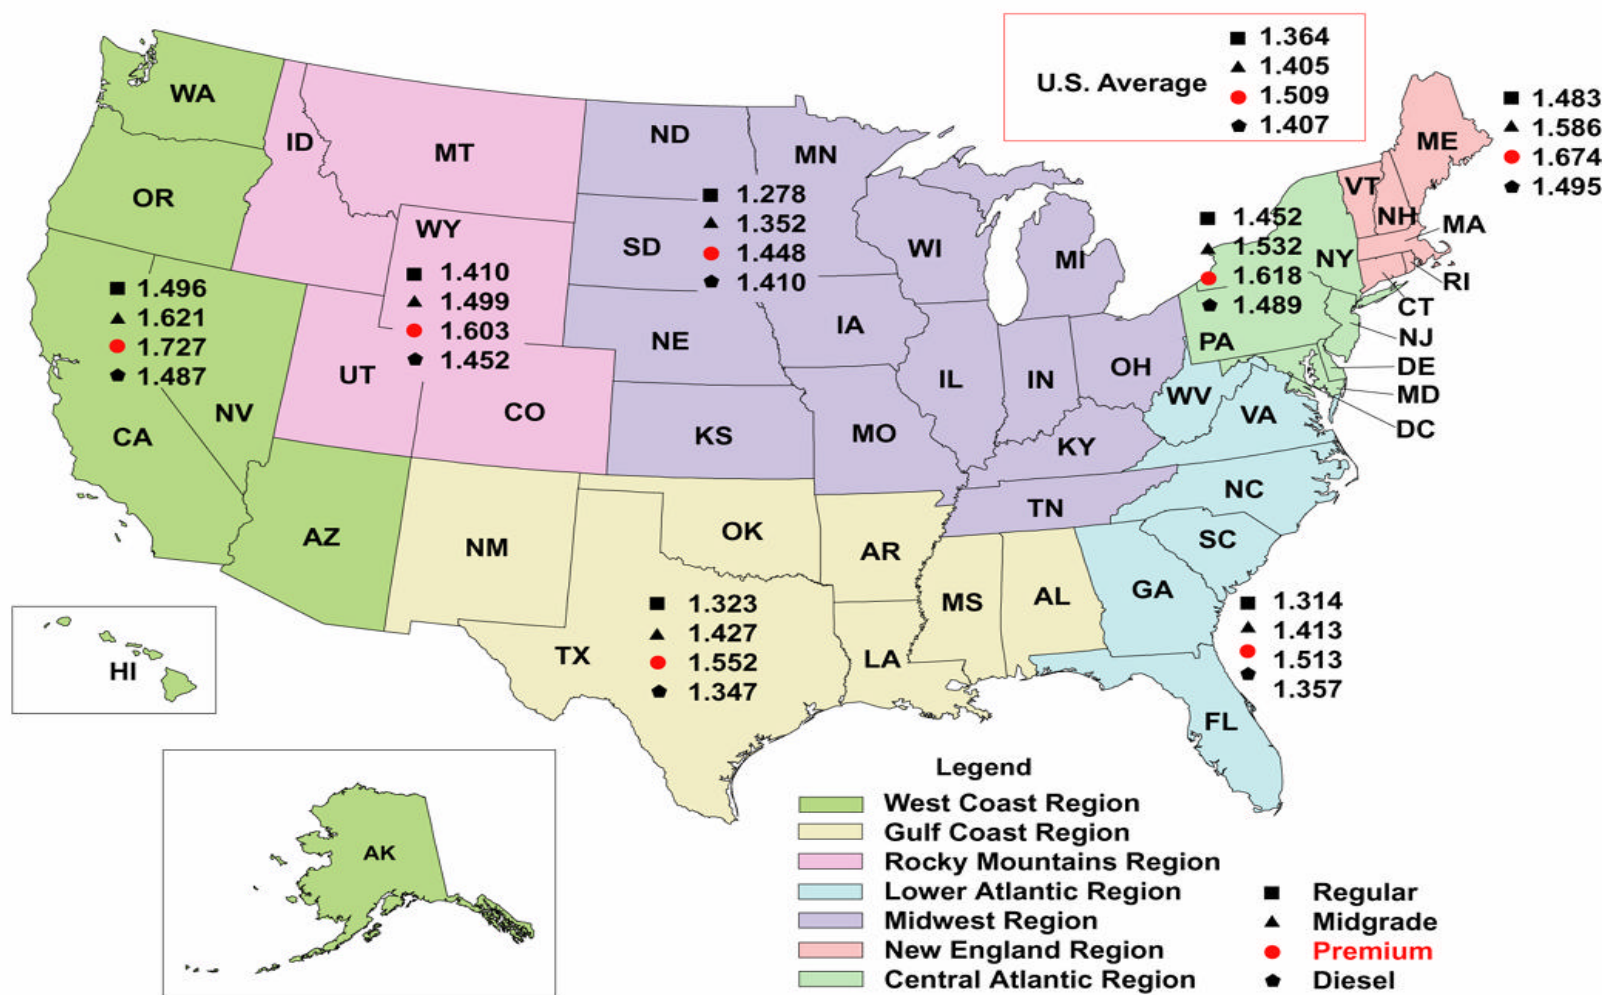 1.364
U.S. Average
1.405
1.509
1.407
WA
ID
MT
ND
MN
OR
WY
SD
WI
MI
1.278
1.352
1.448
1.410
1.410
1.499
1.603
1.452
1.496
1.621
1.727
1.487
ME
VT
NH
MA
RI
CT
NJ
DE
MD
DC
NY
PA
1.483
1.586
1.674
1.495
1.452
1.532
1.618
1.489
CA
NV
UT
CO
NE
KS
IA
MO
IL
IN
OH
KY
WV
VA
TN
NC
SC
AZ
NM
OK
AR
MS
AL
GA
TX
LA
FL
1.323
1.427
1.552
1.347
1.314
1.413
1.513
1.357
HI
AK
Legend
West Coast Region
Gulf Coast Region
Rocky Mountains Region
Lower Atlantic Region
Midwest Region
New England Region
Central Atlantic Region
Regular
Midgrade
Premium
Diesel